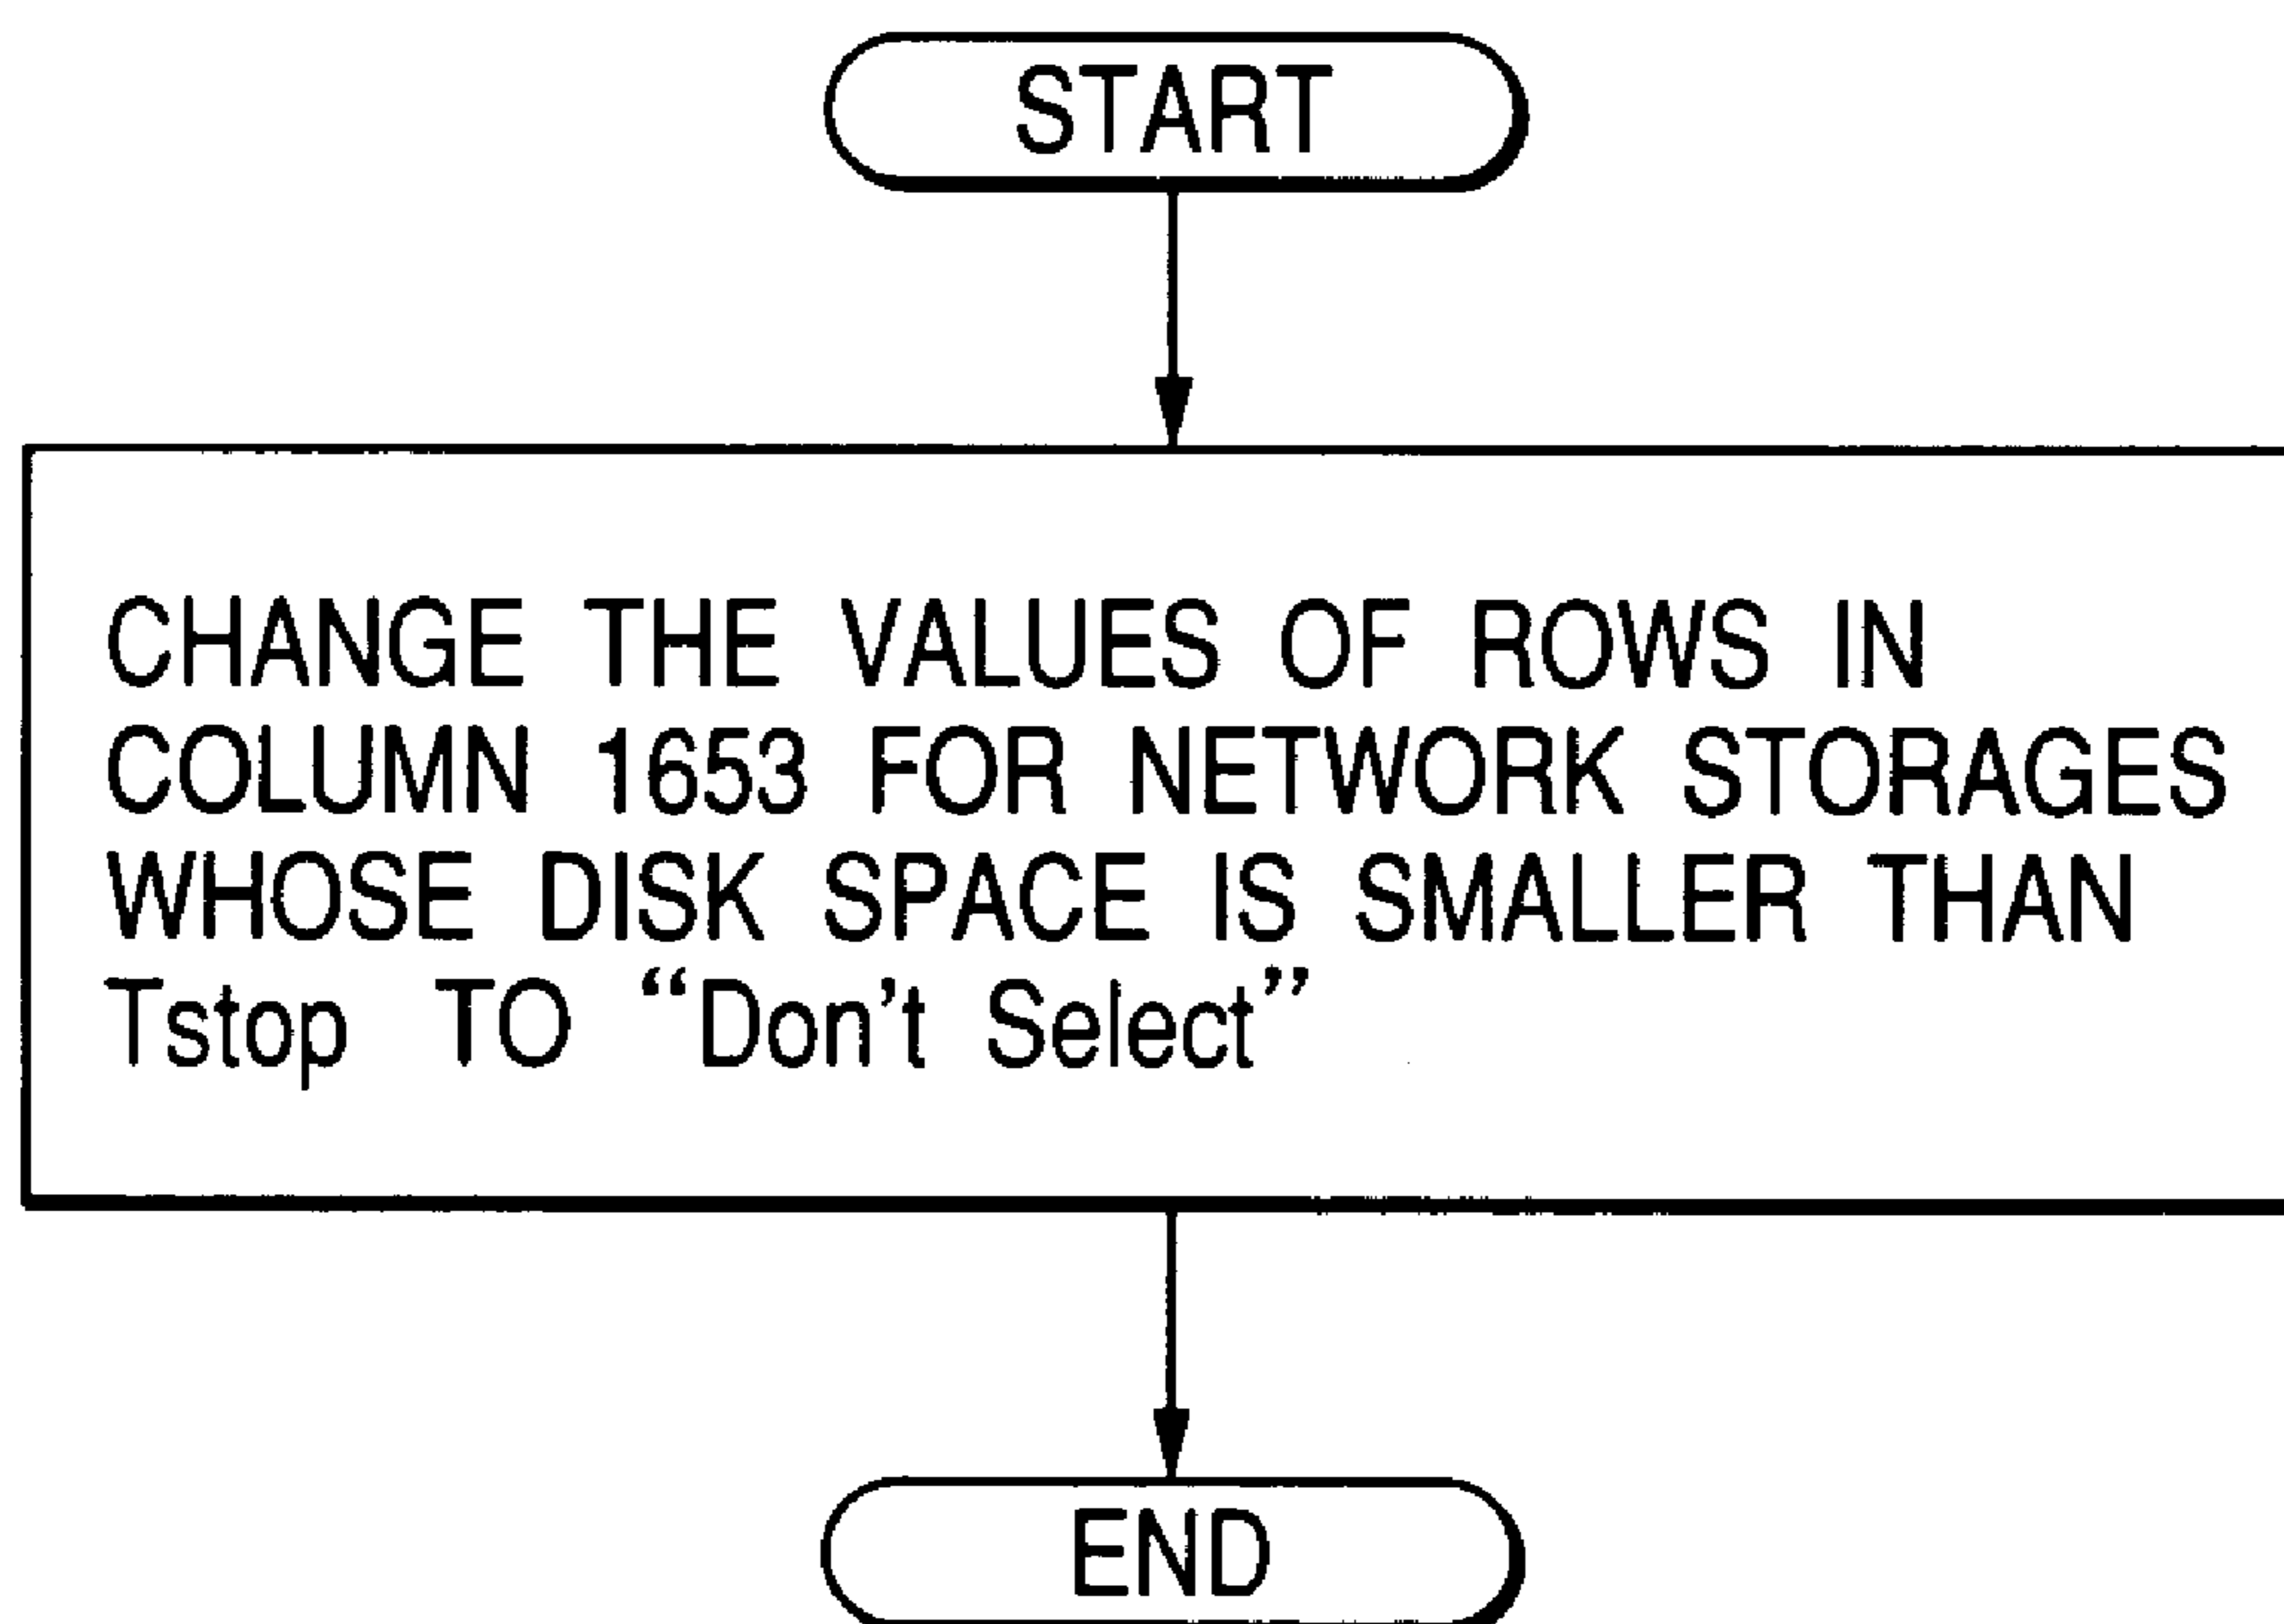 START
CHANGE THE VALUES OF ROWS IN
COLUMN 1653 FOR NETWORK STORAGES
WHOSE DISK SPACE IS SMALLER THAN
Tstop TO “Don't Select”
END